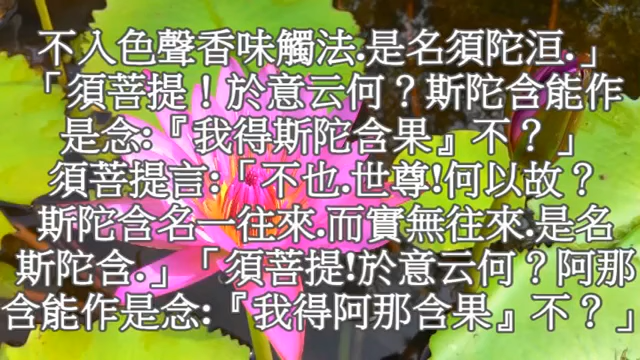 不入色聲香味觸法.是名須陀洹.」
「須菩提！於意云何？斯陀含能作
是念:『我得斯陀含果』不？」
須菩提言:「不也.世尊!何以故？
斯陀含名一往來.而實無往來.是名
斯陀含.」「須菩提!於意云何？阿那
含能作是念:『我得阿那含果』不？」